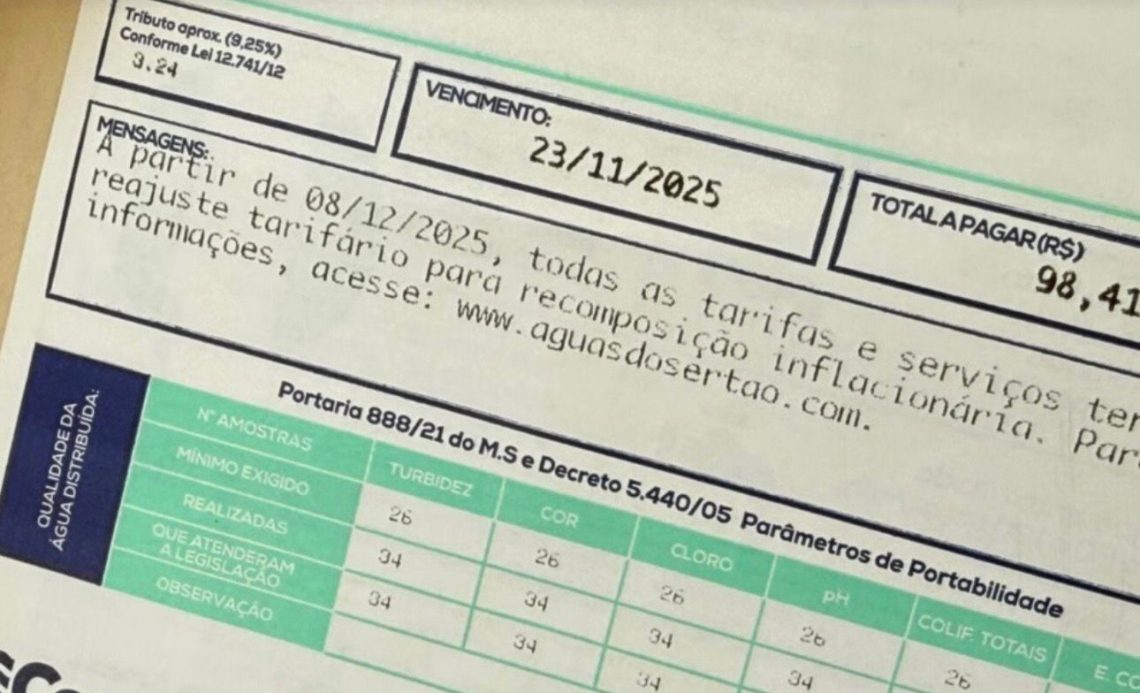 Tributo aprox. (9,25%)
Conforme Lei 12.741/12
3.24
VENCIMENTO:
23/11/2025
TOTAL A PAGAR (R$)
98,41
MENSAGENS:
A partir de 08/12/2025, todas as tarifas e serviços
reajuste tarifário para recomposição inflacionária.
informações, acesse: www.aguasdosertao.com.
QUALIDADE DA
ÁGUA DISTRIBUÍDA:
Portaria 888/21 do M.S e Decreto 5.440/05 Parâmetros de Portabilidade
N° AMOSTRAS TURBIDEZ COR CLORO pH COLIF. TOTAIS
MÍNIMO EXIGIDO 26 26 26 26 26
REALIZADAS 34 34 34 34
QUE ATENDERAM
A LEGISLAÇÃO 34 34 34
OBSERVAÇÃO